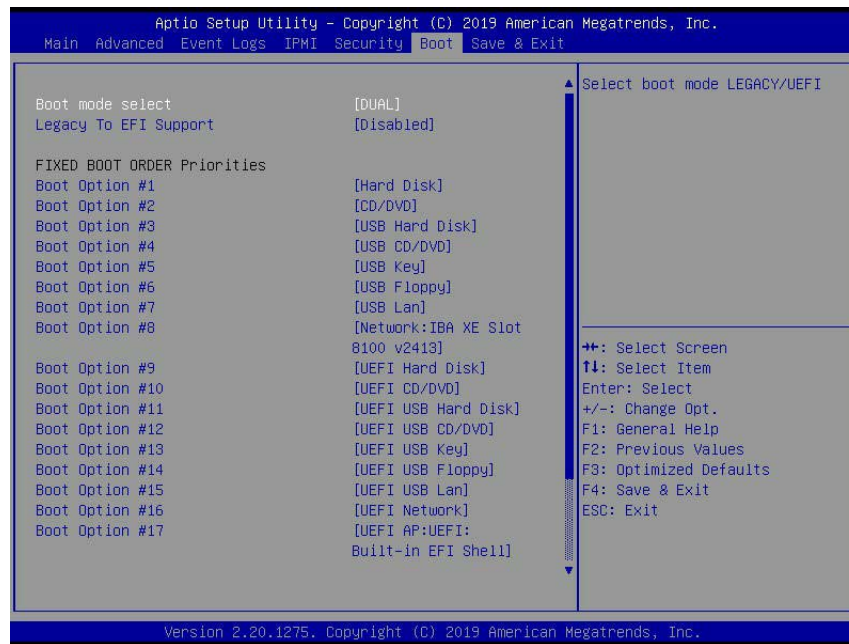 Aptio Setup Utility – Copyright (C) 2019 American Megatrends, Inc.
Main Advanced Event Logs IPMI Security Boot Save & Exit
Boot mode select [DUAL]
Legacy To EFI Support [Disabled]
FIXED BOOT ORDER Priorities
Boot Option #1 [Hard Disk]
Boot Option #2 [CD/DVD]
Boot Option #3 [USB Hard Disk]
Boot Option #4 [USB CD/DVD]
Boot Option #5 [USB Key]
Boot Option #6 [USB Floppy]
Boot Option #7 [USB Lan]
Boot Option #8 [Network:IBA XE Slot
8100 v2413]
Boot Option #9 [UEFI Hard Disk]
Boot Option #10 [UEFI CD/DVD]
Boot Option #11 [UEFI USB Hard Disk]
Boot Option #12 [UEFI USB CD/DVD]
Boot Option #13 [UEFI USB Key]
Boot Option #14 [UEFI USB Floppy]
Boot Option #15 [UEFI USB Lan]
Boot Option #16 [UEFI Network]
Boot Option #17 [UEFI AP:UEFI:
Built-in EFI Shell]
Select boot mode LEGACY/UEFI
→←: Select Screen
↑↓: Select Item
Enter: Select
+/-: Change Opt.
F1: General Help
F2: Previous Values
F3: Optimized Defaults
F4: Save & Exit
ESC: Exit
Version 2.20.1275. Copyright (C) 2019 American Megatrends, Inc.